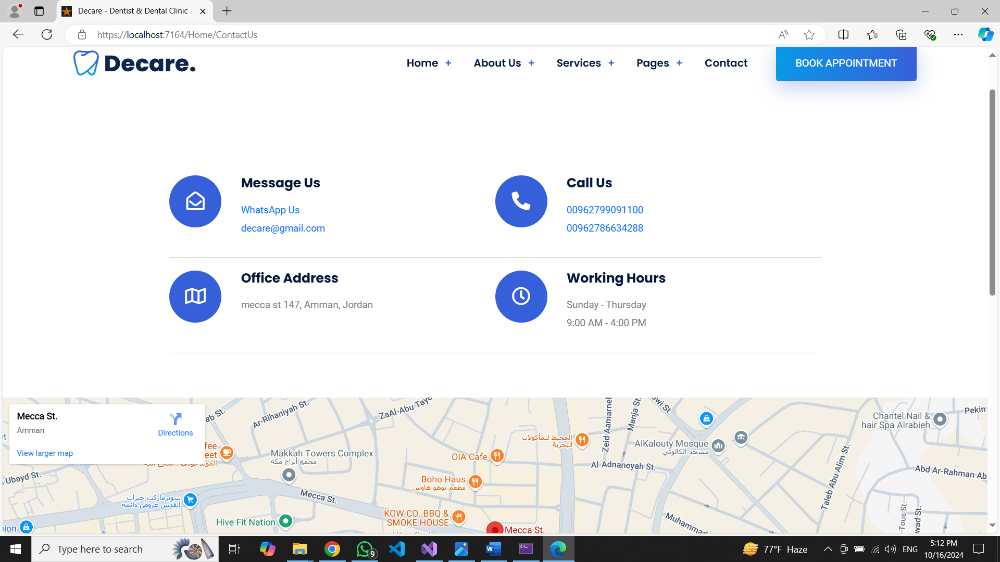 Decare - Dentist & Dental Clinic
https://localhost:7164/Home/ContactUs
Decare.
Home +
About Us +
Services +
Pages +
Contact
BOOK APPOINTMENT
Message Us
WhatsApp Us
decare@gmail.com
Call Us
00962799091100
00962786634288
Office Address
mecca st 147, Amman, Jordan
Working Hours
Sunday - Thursday
9:00 AM - 4:00 PM
Mecca St.
Amman
Directions
View larger map
ab St.
Ar-Rihaniyah St.
ZaAl-Abu Taye
Zeid Aamarnel
Manja St.
awi St.
Pekin
Chantel Nail &
hair Spa Alrabieh
المحيط للمأكولات
البحرية
AlKalouty Mosque
مسجد الكالوتي
fee
eet
Makkah Towers Complex
مجمع أبراج مكة
OIA Cafe
Al-Adnaneyah St.
Taleb Abu Alim St.
Abd Ar-Rahman Ab
Ubayd St.
Boho Haus
مطعم بوهو هاوس
Mecca St.
سوبرماركت خيرات
القدس عروض دائمه
KOW CO. BBQ &
SMOKE HOUSE
Hive Fit Nation
Muhammad
Tous St.
wad St.
ion
Mecca St.
Type here to search
9
77°F Haze
ENG
5:12 PM
10/16/2024